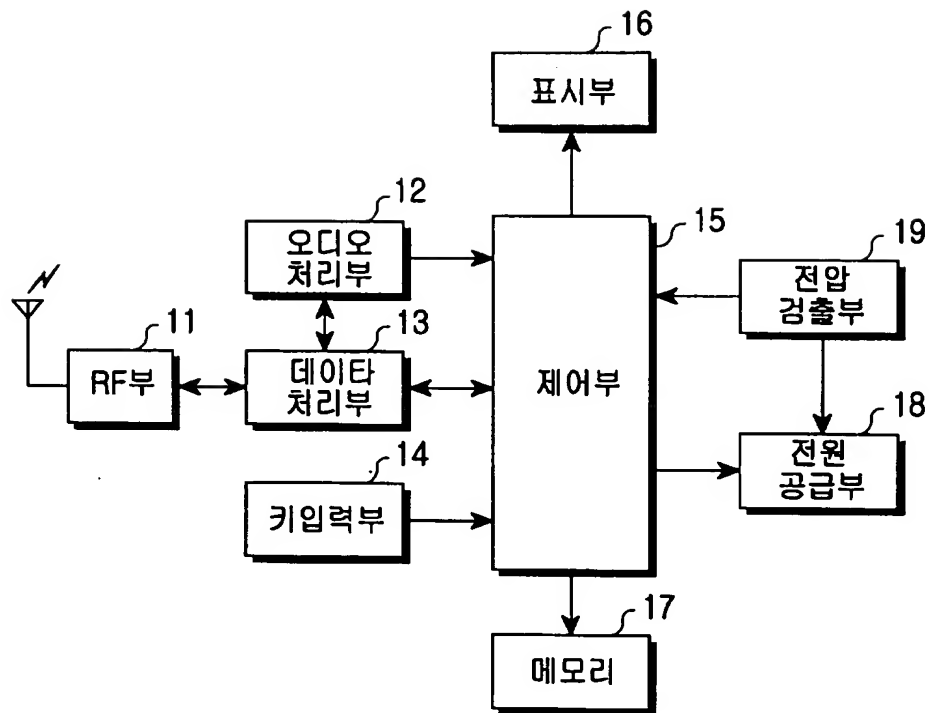 16
표시부
12
오디오
처리부
15
제어부
19
전압
검출부
11
RF부
13
데이타
처리부
18
전원
공급부
14
키입력부
17
메모리